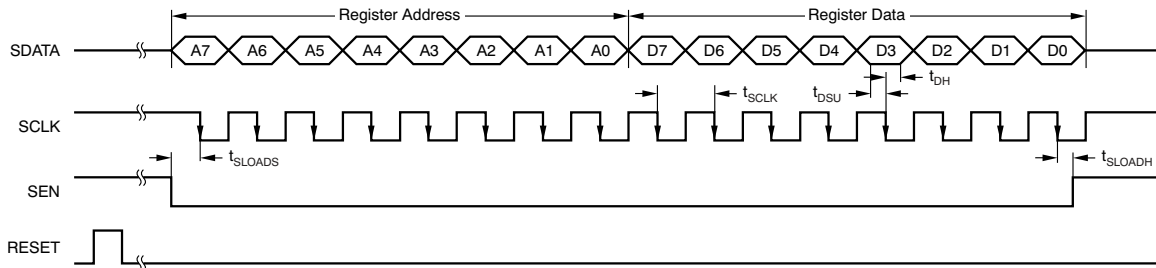 Register Address Register Data
SDATA A7 A6 A5 A4 A3 A2 A1 A0 D7 D6 D5 D4 D3 D2 D1 D0
tSCLK tDSU tDH
SCLK
tSLOADS tSLOADH
SEN
RESET